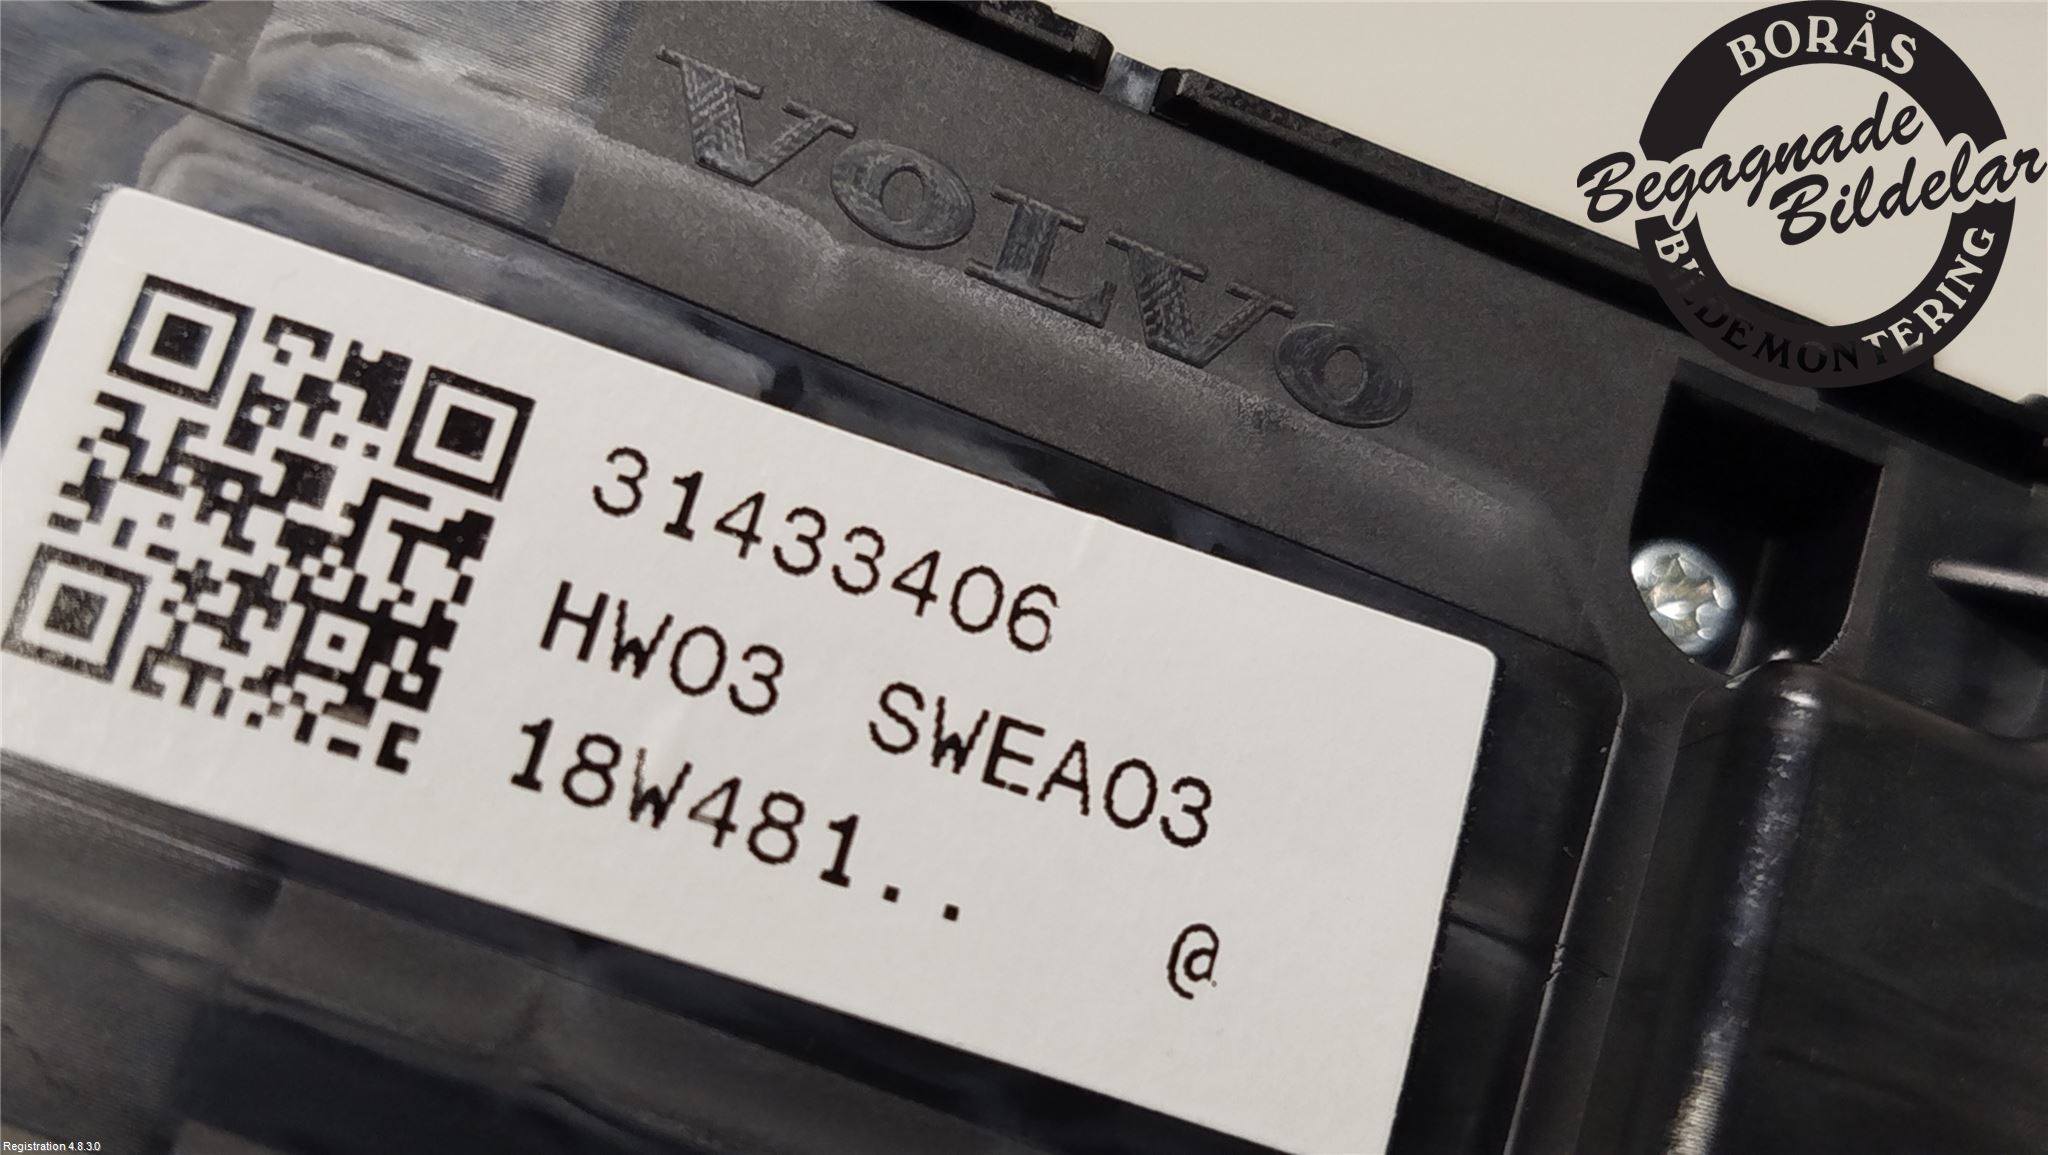 VOLVO
31433406
HW03 SWEA03
18W481..
@
BORÅS
Begagnade
Bildelar
BILDEMONTERING
Registration 4.8.3.0